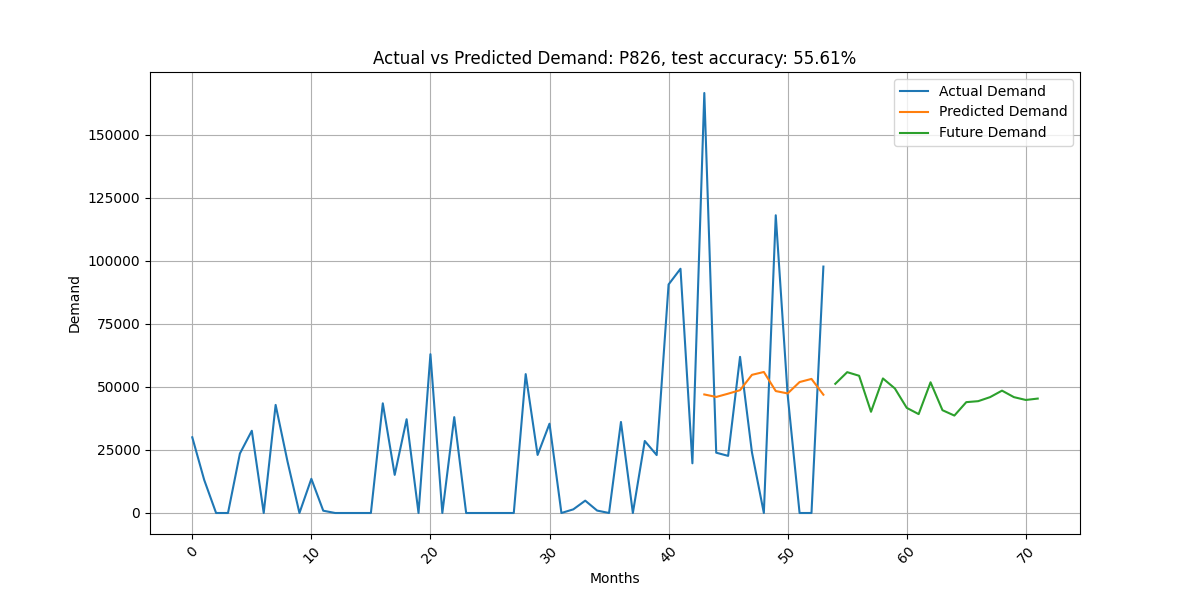 Actual vs Predicted Demand: P826, test accuracy: 55.61%
Actual Demand
Predicted Demand
Future Demand
150000
125000
100000
75000
50000
25000
0
Demand
0 10 20 30 40 50 60 70
Months